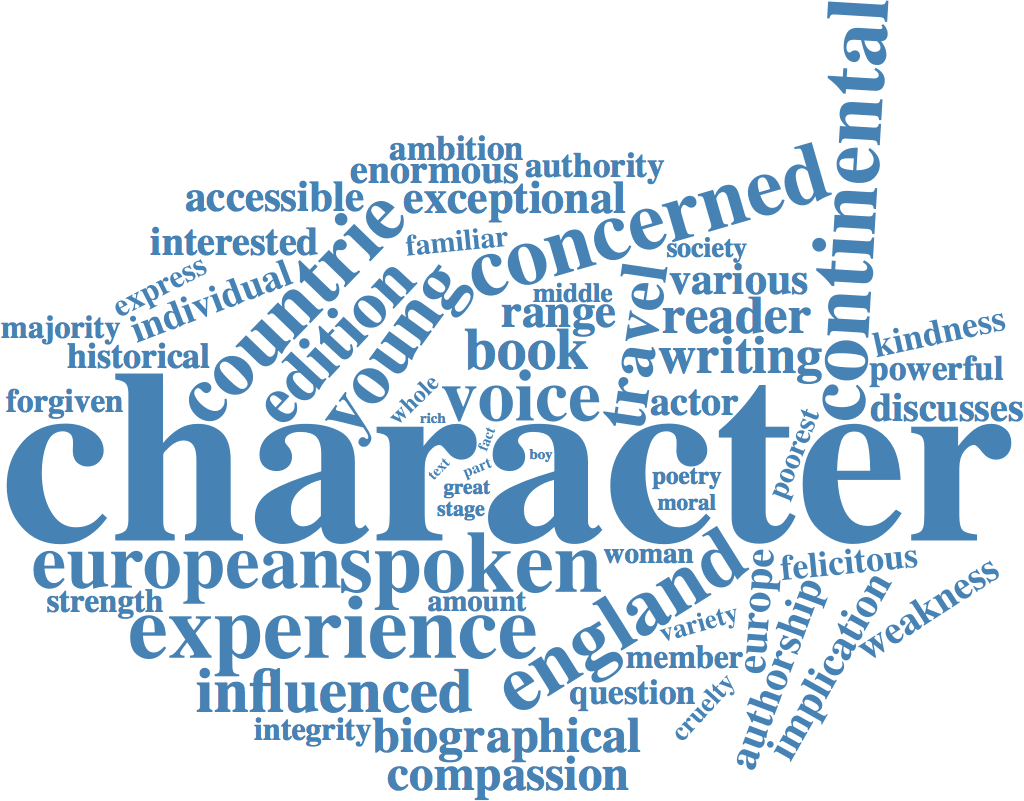 continental
ambition
enormous
authority
concerned
accessible
exceptional
countrie
interested
familiar
society
express
individual
edition
young
middle
travel
various
majority
range
reader
kindness
historical
book
writing
powerful
forgiven
whole
rich
voice
actor
discusses
character
fact
boy
text
part
great
stage
poetry
moral
poorest
european
spoken
woman
felicitous
strength
amount
england
europe
weakness
experience
variety
authorship
implication
member
influenced
question
cruelty
integrity
biographical
compassion